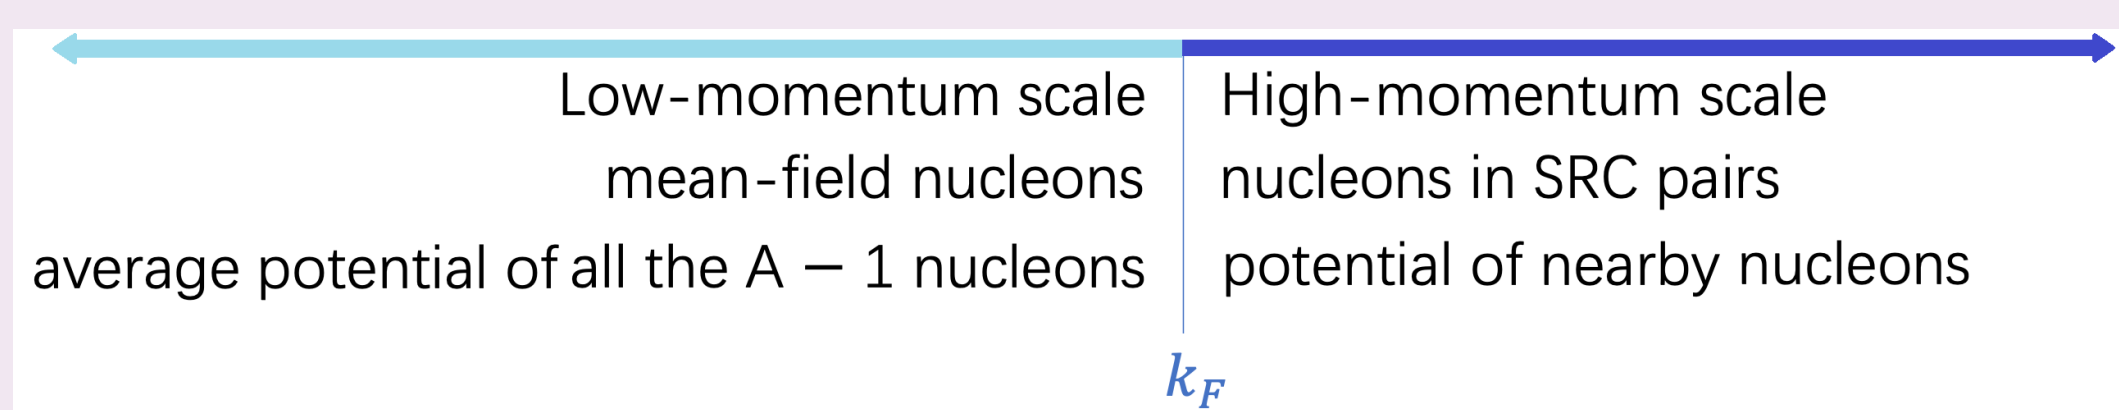 Low-momentum scale
mean-field nucleons
average potential of all the A − 1 nucleons
High-momentum scale
nucleons in SRC pairs
potential of nearby nucleons
k_F